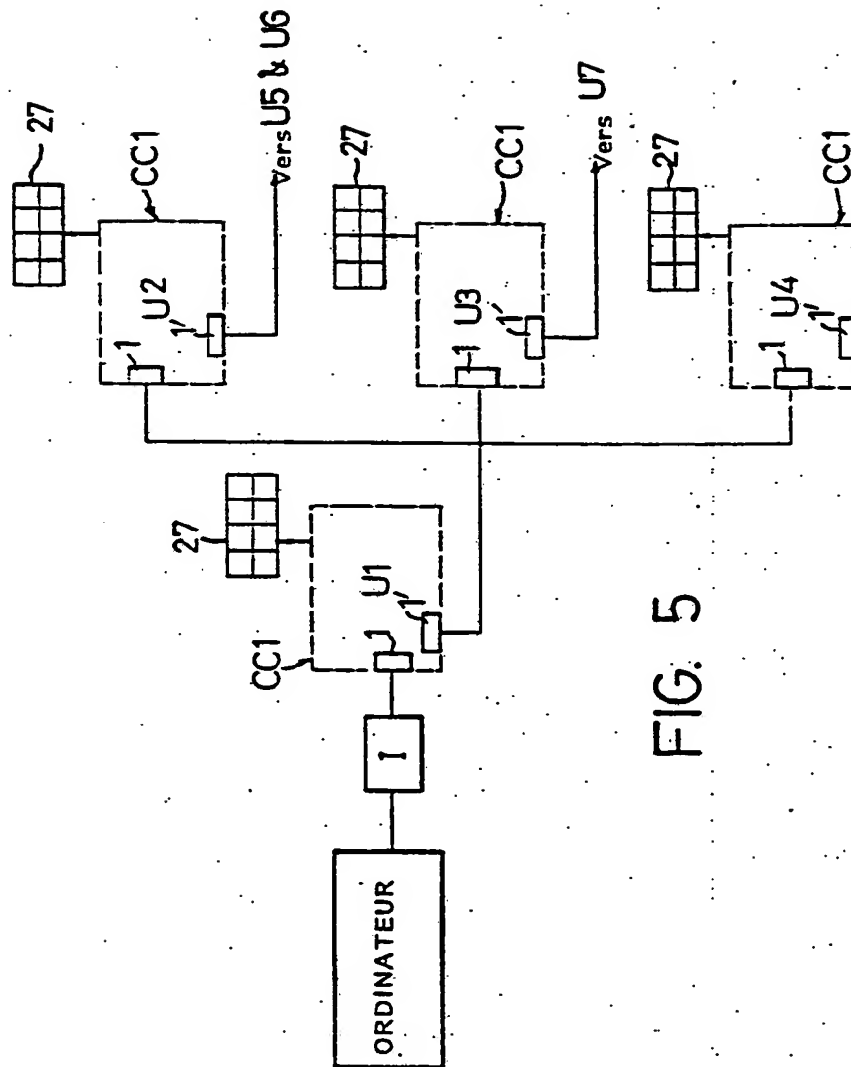 27
CC1
U2
1
1'
Vers U5 & U6
27
CC1
U3
1
1'
Vers U7
27
CC1
U4
1
1'
27
CC1
U1
1
1'
I
ORDINATEUR
FIG. 5